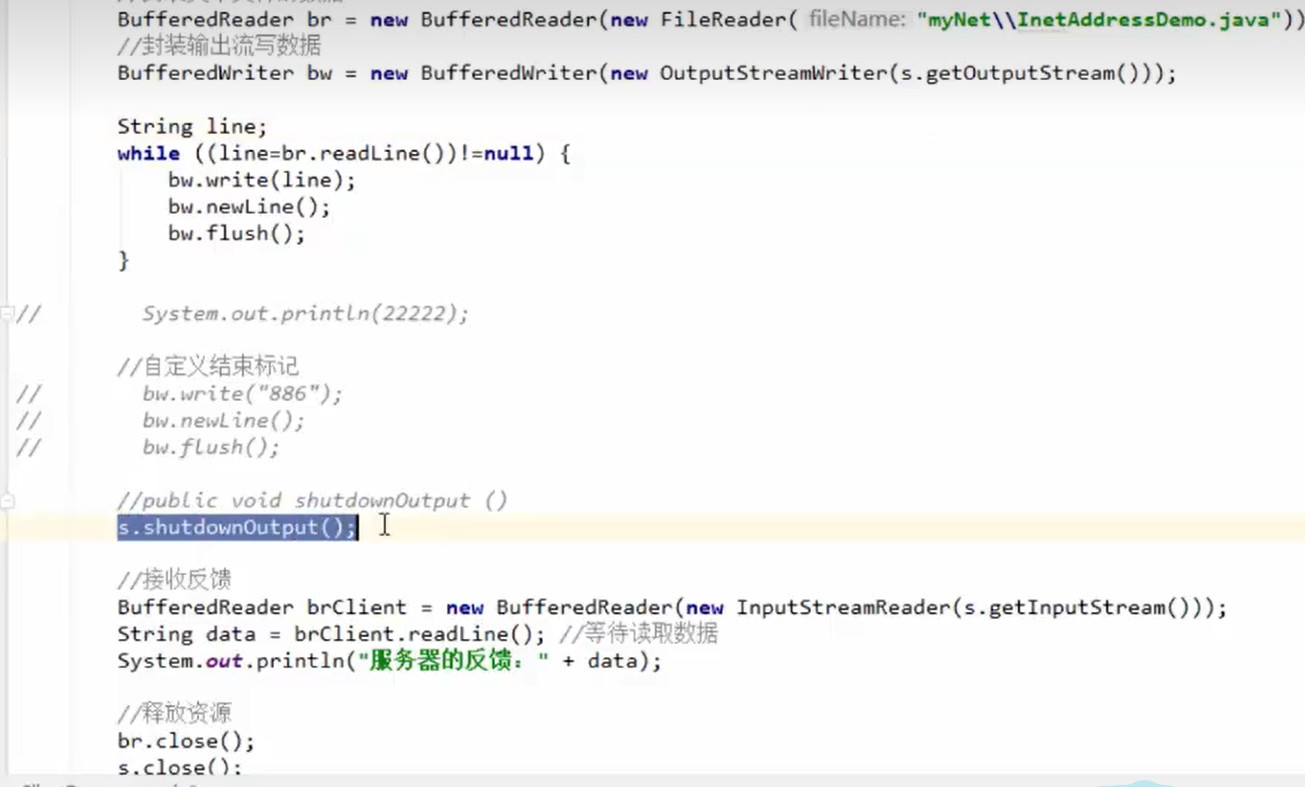 BufferedReader br = new BufferedReader(new FileReader( fileName: "myNet\\InetAddressDemo.java"))
//封装输出流写数据
BufferedWriter bw = new BufferedWriter(new OutputStreamWriter(s.getOutputStream()));
String line;
while ((line=br.readLine())!=null) {
bw.write(line);
bw.newLine();
bw.flush();
}
// System.out.println(22222);
//自定义结束标记
// bw.write("886");
// bw.newLine();
// bw.flush();
//public void shutdownOutput ()
s.shutdownOutput();
//接收反馈
BufferedReader brClient = new BufferedReader(new InputStreamReader(s.getInputStream()));
String data = brClient.readLine(); //等待读取数据
System.out.println("服务器的反馈：" + data);
//释放资源
br.close();
s.close();